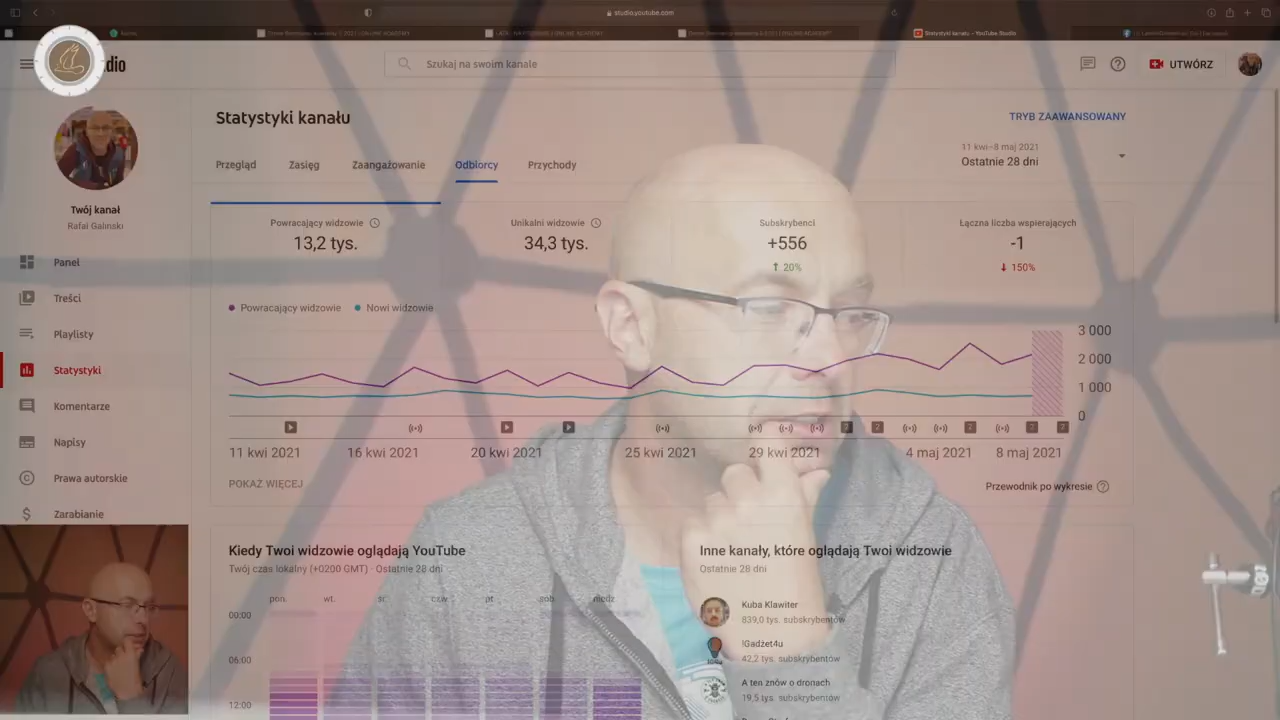 studio.youtube.com
Statystyki kanału – YouTube Studio
dio
Szukaj na swoim kanale
UTWÓRZ
Twój kanał
Rafał Galiński
Panel
Treści
Playlisty
Statystyki
Komentarze
Napisy
Prawa autorskie
Zarabianie
Statystyki kanału
TRYB ZAAWANSOWANY
Przegląd Zasięg Zaangażowanie Odbiorcy Przychody
11 kwi–8 maj 2021
Ostatnie 28 dni
Powracający widzowie
13,2 tys.
Unikalni widzowie
34,3 tys.
Subskrybenci
+556
20%
Łączna liczba wspierających
-1
150%
Powracający widzowie Nowi widzowie
3 000
2 000
1 000
0
11 kwi 2021 16 kwi 2021 20 kwi 2021 25 kwi 2021 29 kwi 2021 4 maj 2021 8 maj 2021
POKAŻ WIĘCEJ
Przewodnik po wykresie
Kiedy Twoi widzowie oglądają YouTube
Twój czas lokalny (+0200 GMT) · Ostatnie 28 dni
pon. wt. śr. czw. pt. sob. niedz.
00:00
06:00
12:00
Inne kanały, które oglądają Twoi widzowie
Ostatnie 28 dni
Kuba Klawiter
839,0 tys. subskrybentów
!Gadżet4u
42,2 tys. subskrybentów
A ten znów o dronach
19,5 tys. subskrybentów